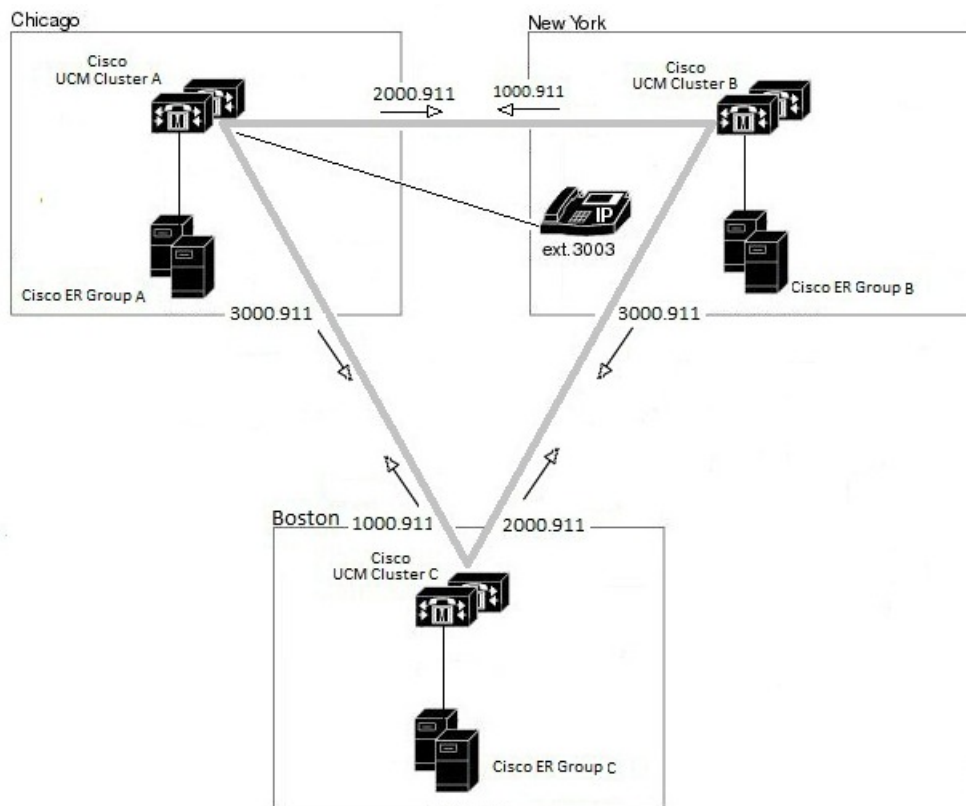 Chicago
New York
Cisco
UCM Cluster A
Cisco
UCM Cluster B
2000.911
1000.911
M
M
IP
ext.3003
Cisco ER Group A
Cisco ER Group B
3000.911
3000.911
Boston
1000.911
2000.911
Cisco
UCM Cluster C
M
Cisco ER Group C